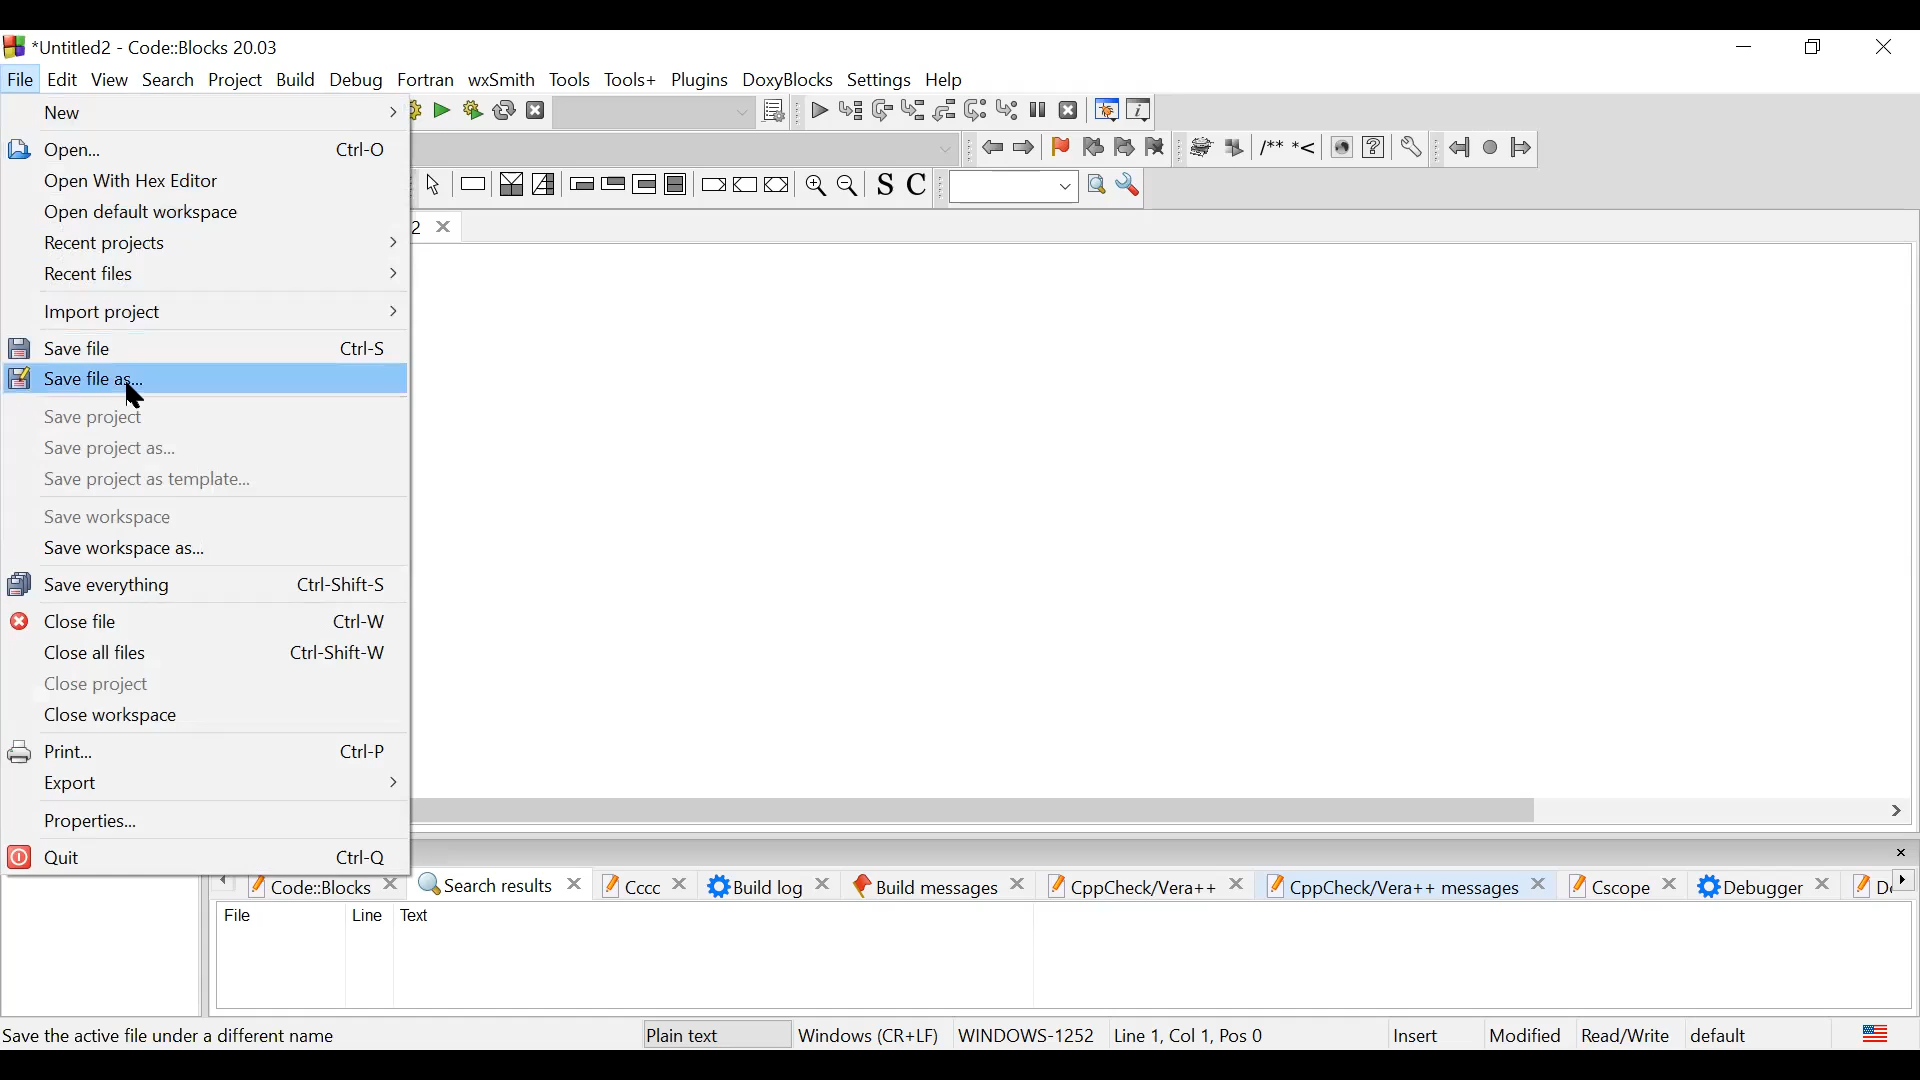 *Untitled2 - Code::Blocks 20.03
File Edit View Search Project Build Debug Fortran wxSmith Tools Tools+ Plugins DoxyBlocks Settings Help
New
Open... Ctrl-O
Open With Hex Editor
Open default workspace
Recent projects
Recent files
Import project
Save file Ctrl-S
Save file as...
Save project
Save project as...
Save project as template...
Save workspace
Save workspace as...
Save everything Ctrl-Shift-S
Close file Ctrl-W
Close all files Ctrl-Shift-W
Close project
Close workspace
Print... Ctrl-P
Export
Properties...
Quit Ctrl-Q
/** *<
S C
2
Code::Blocks Search results Cccc Build log Build messages CppCheck/Vera++ CppCheck/Vera++ messages Cscope Debugger
File Line Text
Save the active file under a different name Plain text Windows (CR+LF) WINDOWS-1252 Line 1, Col 1, Pos 0 Insert Modified Read/Write default